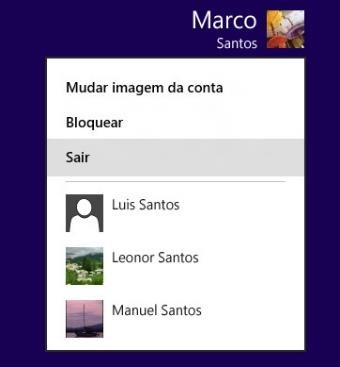 Marco
Santos
Mudar imagem da conta
Bloquear
Sair
Luis Santos
Leonor Santos
Manuel Santos